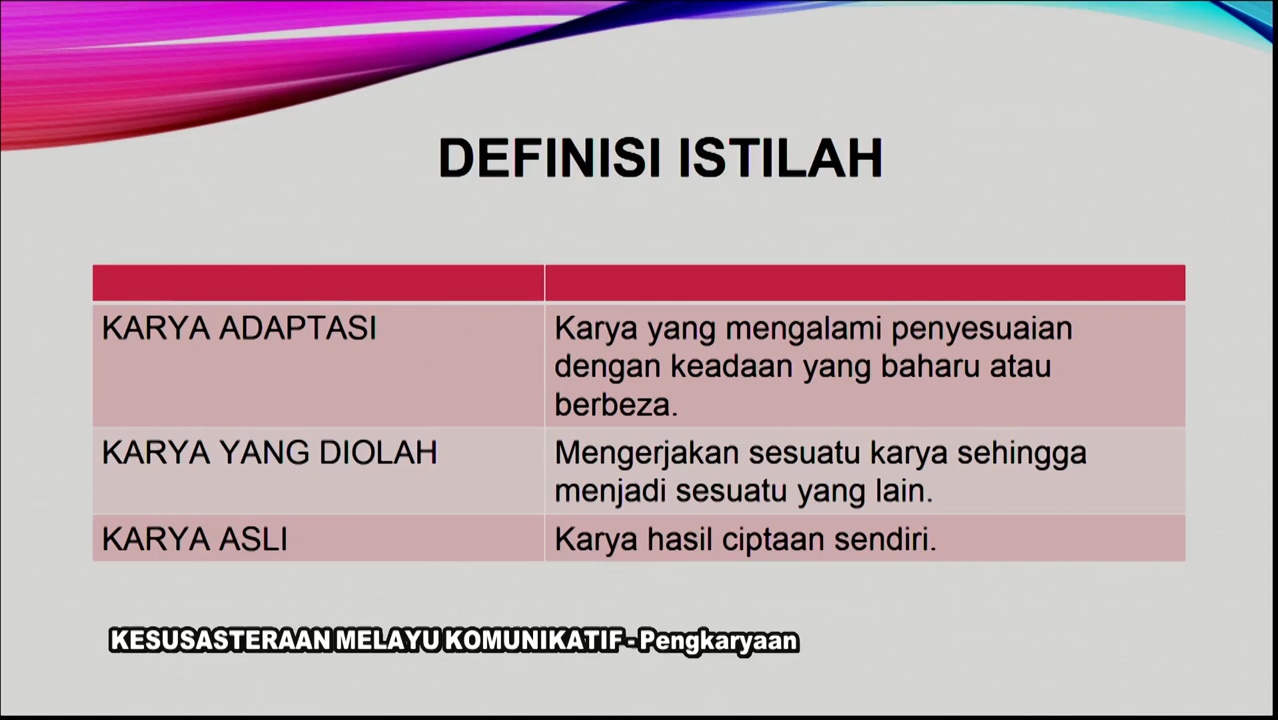 DEFINISI ISTILAH
KARYA ADAPTASI
Karya yang mengalami penyesuaian
dengan keadaan yang baharu atau
berbeza.
KARYA YANG DIOLAH
Mengerjakan sesuatu karya sehingga
menjadi sesuatu yang lain.
KARYA ASLI
Karya hasil ciptaan sendiri.
KESUSASTERAAN MELAYU KOMUNIKATIF - Pengkaryaan